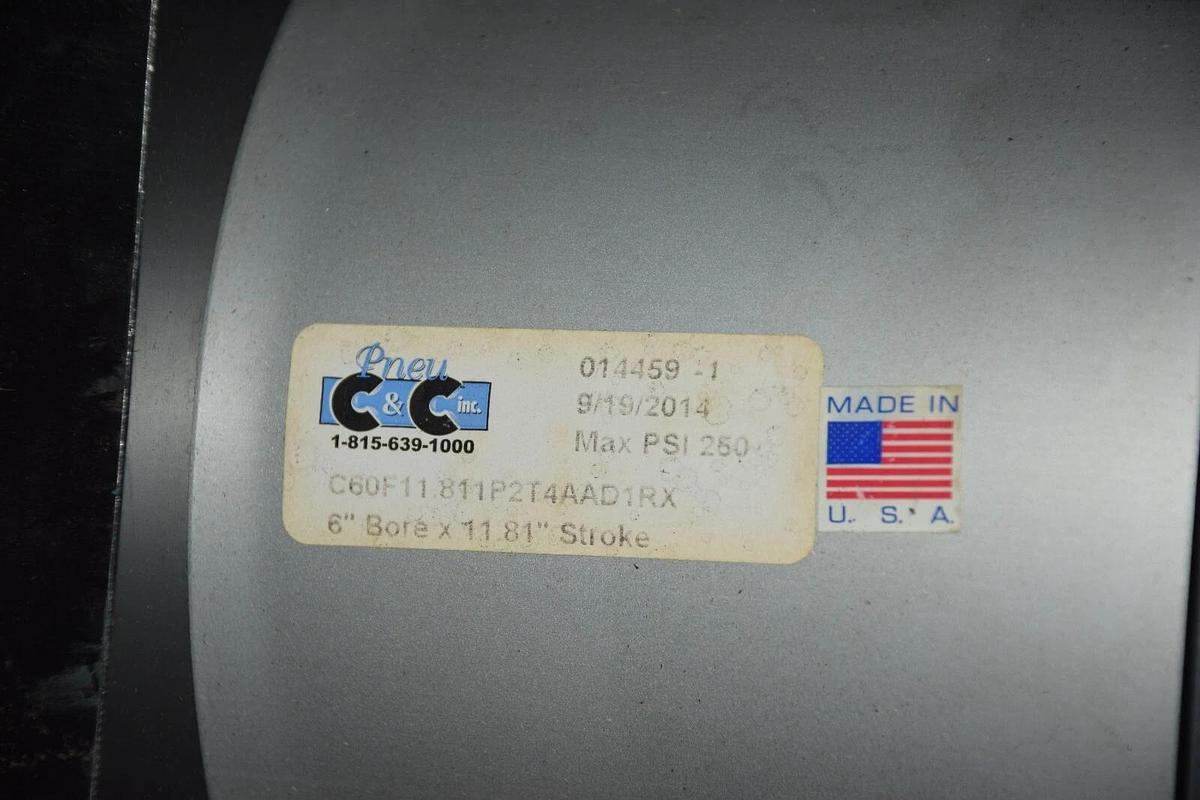 Pneu
C & C inc.
1-815-639-1000
014459 -1
9/19/2014
Max PSI 250
C60F11.811P2T4AAD1RX
6" Bore x 11.81" Stroke
MADE IN
U. S. A.